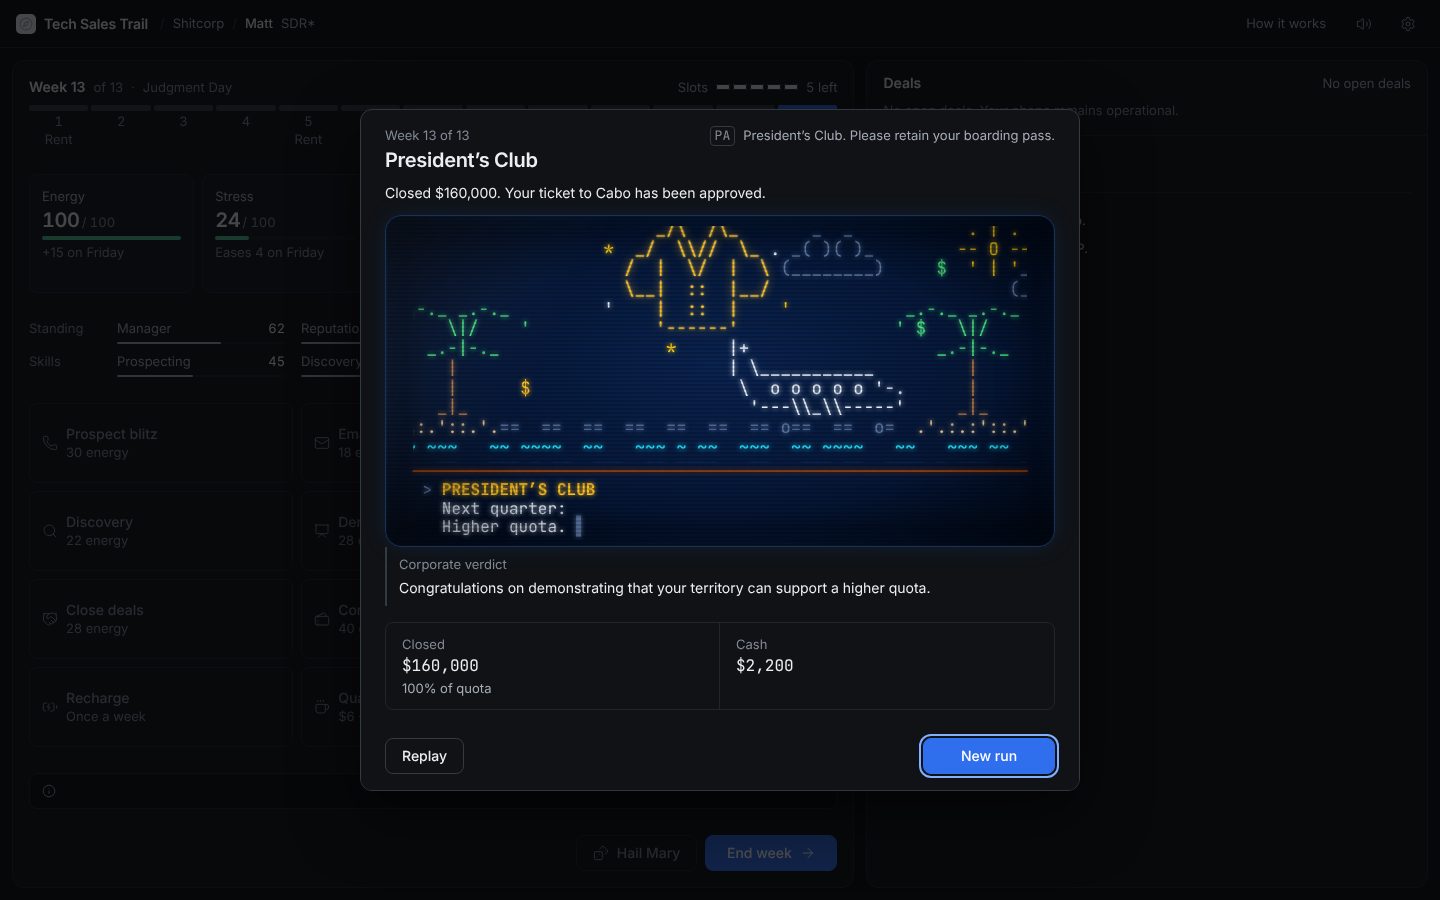 Tech Sales Trail / Shitcorp / Matt SDR*
How it works
Week 13 of 13 · Judgment Day
Slots 5 left
1 2 3 4 5
Rent Rent
Energy
100 / 100
+15 on Friday
Stress
24 / 100
Eases 4 on Friday
Standing Manager 62
Skills Prospecting 45
Discovery
Prospect blitz
30 energy
Discovery
22 energy
28
Close deals
28 energy
40
Recharge
Once a week
$6
Hail Mary
End week
Deals
No open deals
Week 13 of 13
PA President’s Club. Please retain your boarding pass.
President’s Club
Closed $160,000. Your ticket to Cabo has been approved.
> PRESIDENT’S CLUB
Next quarter:
Higher quota.
Corporate verdict
Congratulations on demonstrating that your territory can support a higher quota.
Closed
$160,000
100% of quota
Cash
$2,200
Replay
New run